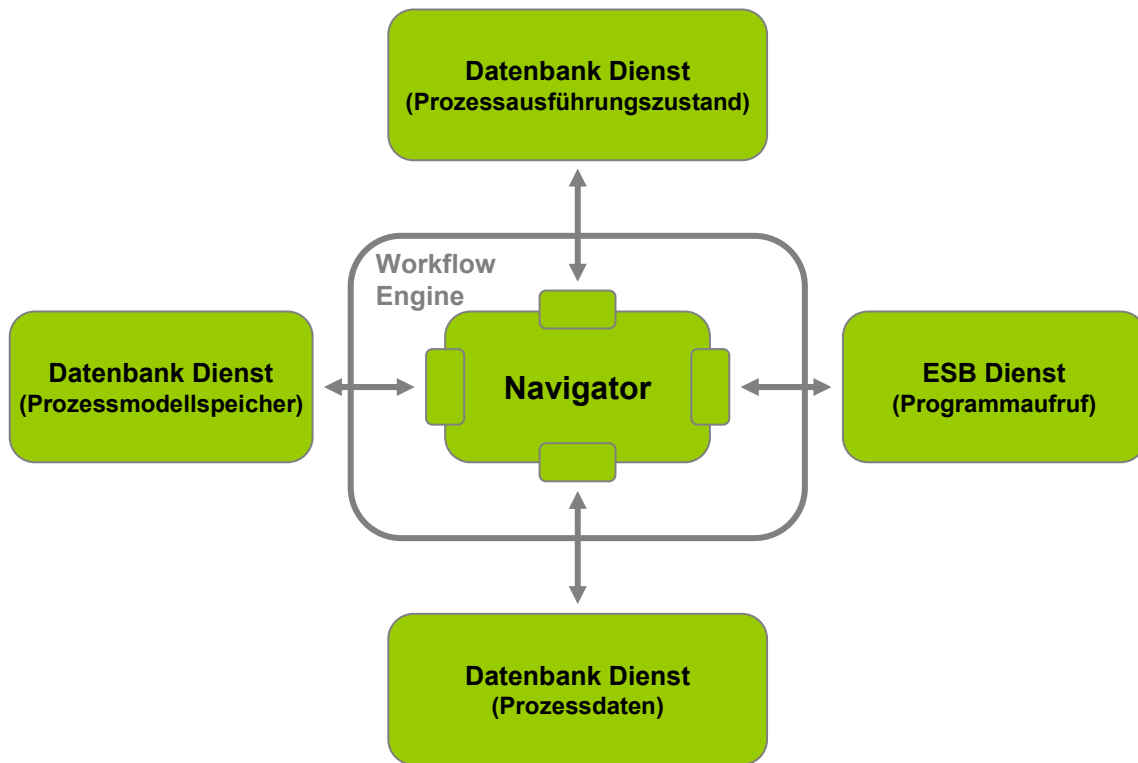 Datenbank Dienst
(Prozessausführungszustand)
Workflow
Engine
Datenbank Dienst
(Prozessmodellspeicher)
Navigator
ESB Dienst
(Programmaufruf)
Datenbank Dienst
(Prozessdaten)